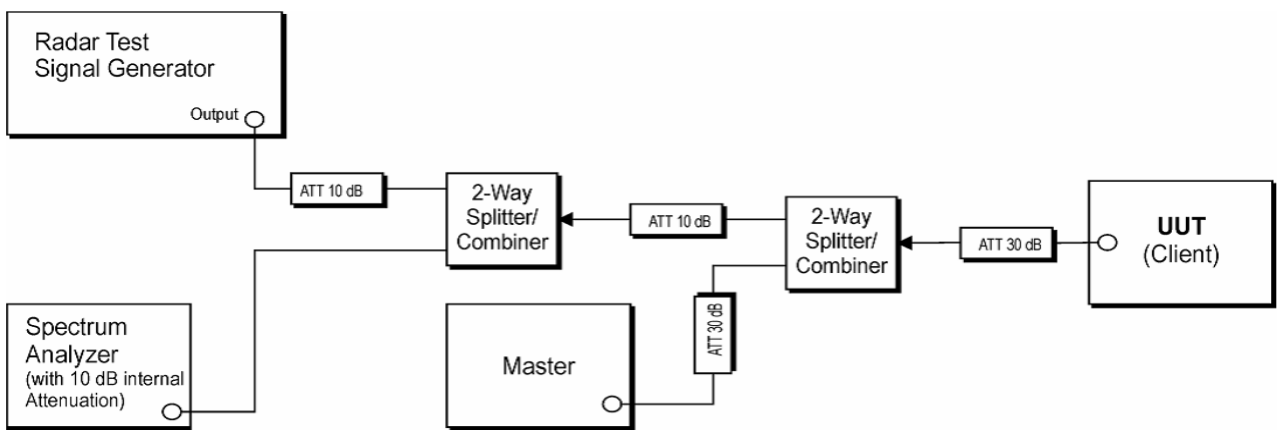 Radar Test
Signal Generator
Output
ATT 10 dB
2-Way
Splitter/
Combiner
ATT 10 dB
2-Way
Splitter/
Combiner
ATT 30 dB
UUT
(Client)
Spectrum
Analyzer
(with 10 dB internal
Attenuation)
Master
ATT 30 dB